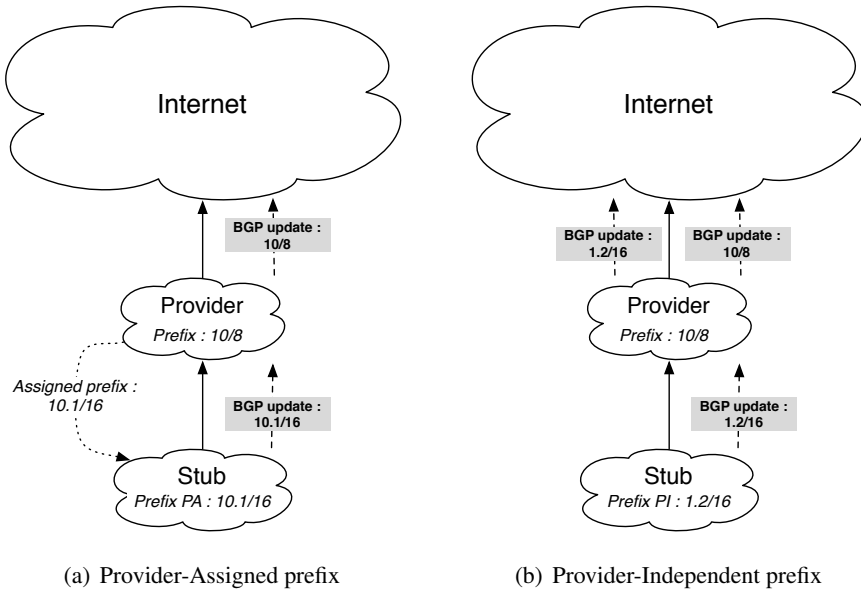 Internet
BGP update :
10/8
Provider
Prefix : 10/8
Assigned prefix :
10.1/16
BGP update :
10.1/16
Stub
Prefix PA : 10.1/16
(a) Provider-Assigned prefix
Internet
BGP update :
1.2/16
BGP update :
10/8
Provider
Prefix : 10/8
BGP update :
1.2/16
Stub
Prefix PI : 1.2/16
(b) Provider-Independent prefix